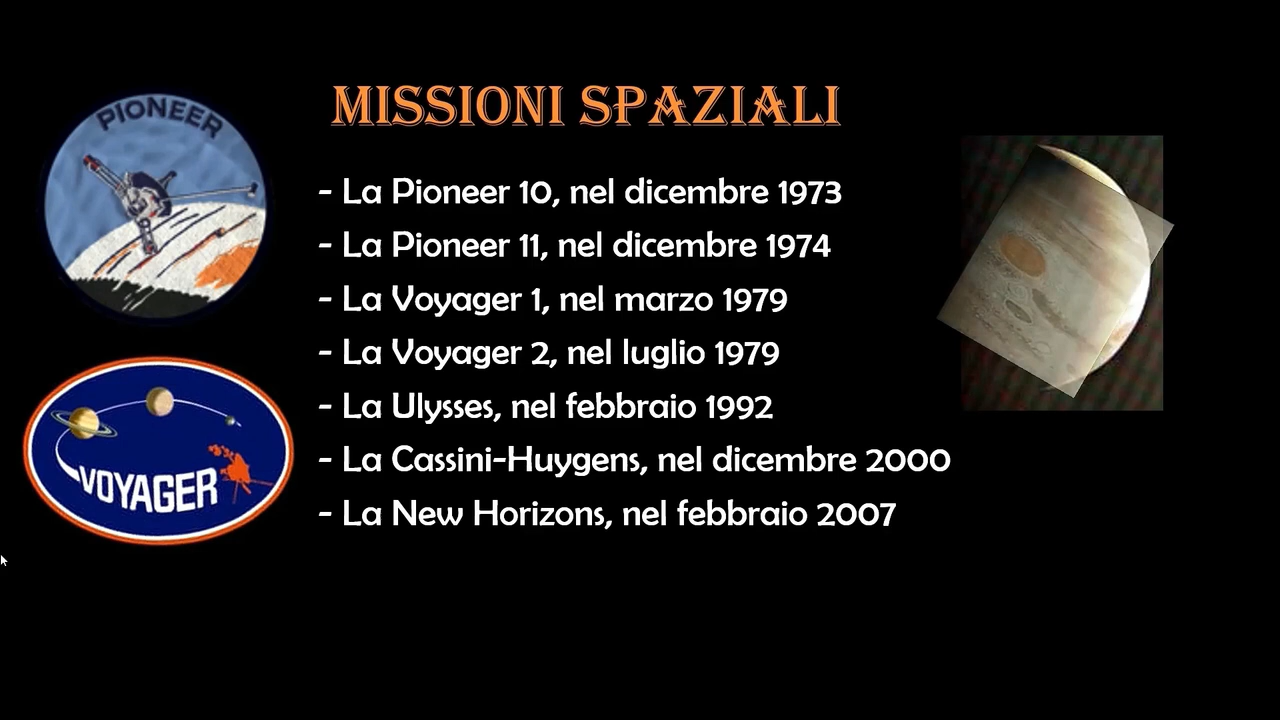 PIONEER
MISSIONI SPAZIALI
- La Pioneer 10, nel dicembre 1973
- La Pioneer 11, nel dicembre 1974
- La Voyager 1, nel marzo 1979
- La Voyager 2, nel luglio 1979
- La Ulysses, nel febbraio 1992
- La Cassini-Huygens, nel dicembre 2000
- La New Horizons, nel febbraio 2007
VOYAGER